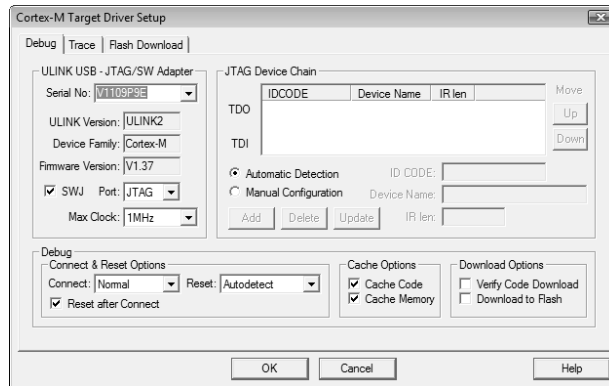 Cortex-M Target Driver Setup
Debug | Trace | Flash Download
ULINK USB - JTAG/SW Adapter
Serial No: V1109P9E
ULINK Version: ULINK2
Device Family: Cortex-M
Firmware Version: V1.37
SWJ Port: JTAG
Max Clock: 1MHz
JTAG Device Chain
IDCODE Device Name IR len Move
TDO
Up
TDI
Down
Automatic Detection ID CODE:
Manual Configuration Device Name:
Add Delete Update IR len:
Debug
Connect & Reset Options
Connect: Normal Reset: Autodetect
Reset after Connect
Cache Options
Cache Code
Cache Memory
Download Options
Verify Code Download
Download to Flash
OK Cancel Help